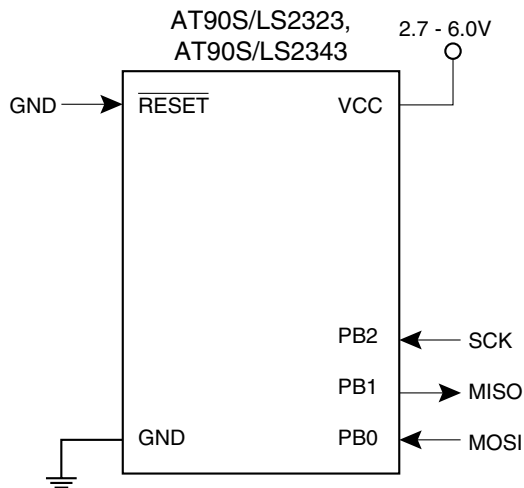 AT90S/LS2323,
AT90S/LS2343
2.7 - 6.0V
GND
RESET
VCC
PB2
SCK
PB1
MISO
GND
PB0
MOSI